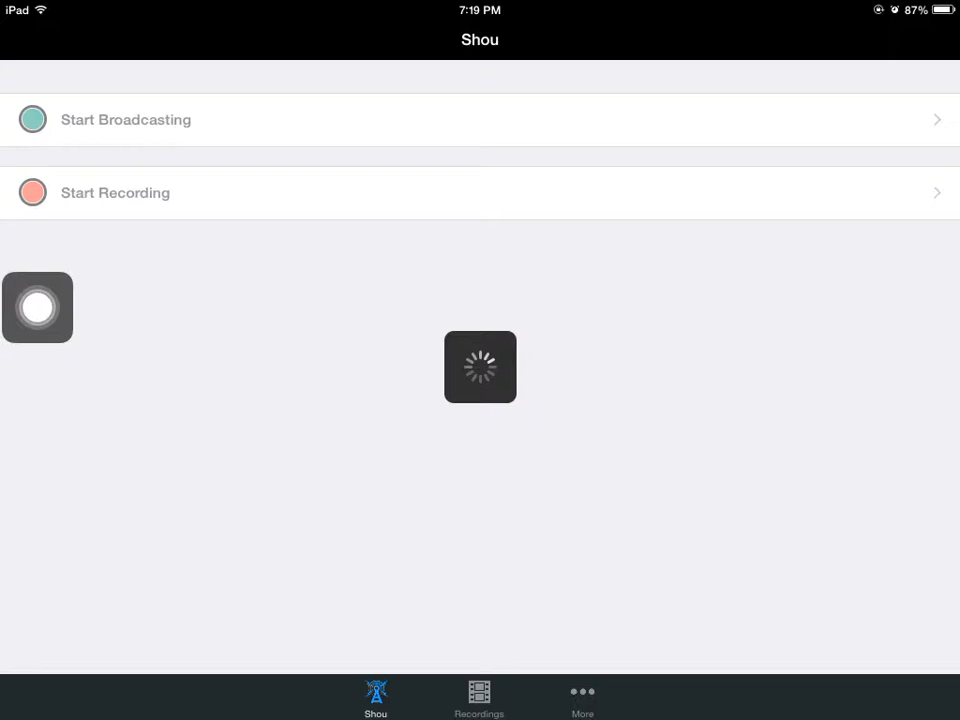 iPad 7:19 PM 87%
Shou
Start Broadcasting
Start Recording
Shou Recordings More